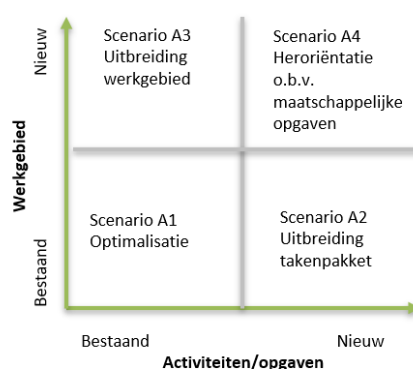 Nieuw
Scenario A3
Uitbreiding
werkgebied
Scenario A4
Heroriëntatie
o.b.v.
maatschappelijke
opgaven
Werkgebied
Bestaand
Scenario A1
Optimalisatie
Scenario A2
Uitbreiding
takenpakket
Bestaand
Nieuw
Activiteiten/opgaven